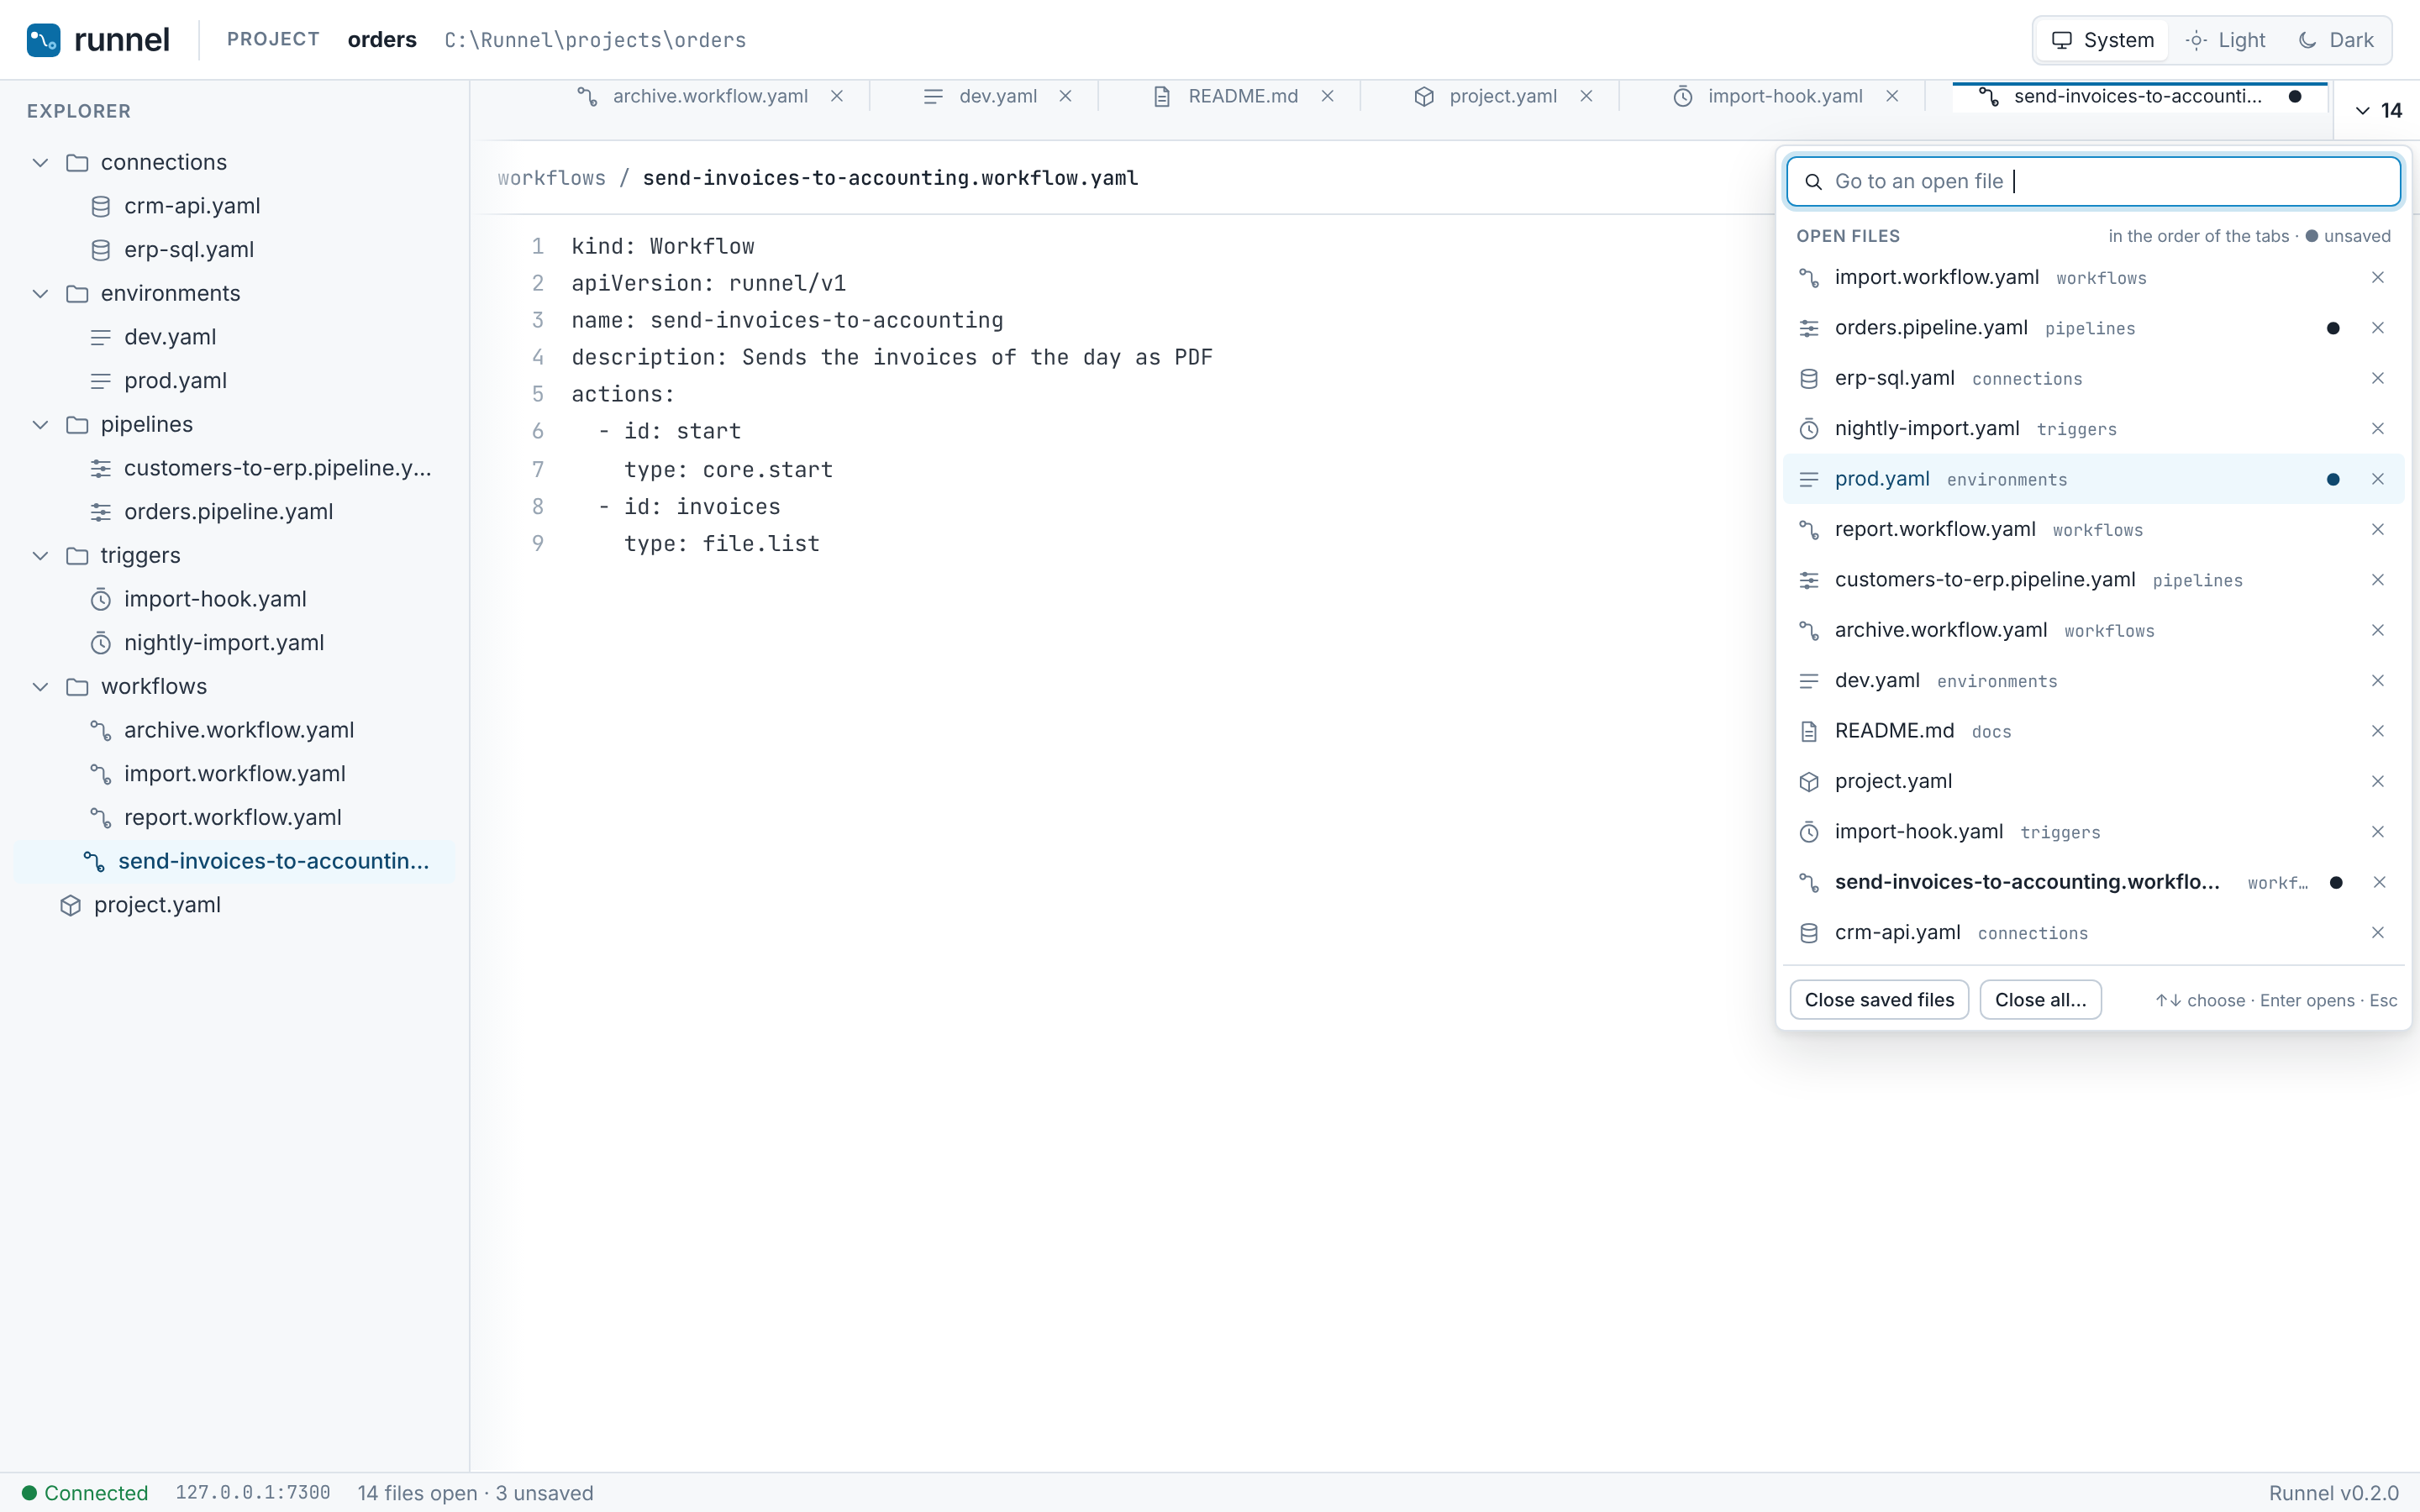 runnel PROJECT orders C:\Runnel\projects\orders System Light Dark
EXPLORER
connections
crm-api.yaml
erp-sql.yaml
environments
dev.yaml
prod.yaml
pipelines
customers-to-erp.pipeline.y...
orders.pipeline.yaml
triggers
import-hook.yaml
nightly-import.yaml
workflows
archive.workflow.yaml
import.workflow.yaml
report.workflow.yaml
send-invoices-to-accountin...
project.yaml
archive.workflow.yaml dev.yaml README.md project.yaml import-hook.yaml send-invoices-to-accounti... 14
workflows / send-invoices-to-accounting.workflow.yaml
1 kind: Workflow
2 apiVersion: runnel/v1
3 name: send-invoices-to-accounting
4 description: Sends the invoices of the day as PDF
5 actions:
6 - id: start
7 type: core.start
8 - id: invoices
9 type: file.list
Go to an open file
OPEN FILES in the order of the tabs · unsaved
import.workflow.yaml workflows
orders.pipeline.yaml pipelines
erp-sql.yaml connections
nightly-import.yaml triggers
prod.yaml environments
report.workflow.yaml workflows
customers-to-erp.pipeline.yaml pipelines
archive.workflow.yaml workflows
dev.yaml environments
README.md docs
project.yaml
import-hook.yaml triggers
send-invoices-to-accounting.workflo... workf...
crm-api.yaml connections
Close saved files Close all... ↑↓ choose · Enter opens · Esc
Connected 127.0.0.1:7300 14 files open · 3 unsaved Runnel v0.2.0